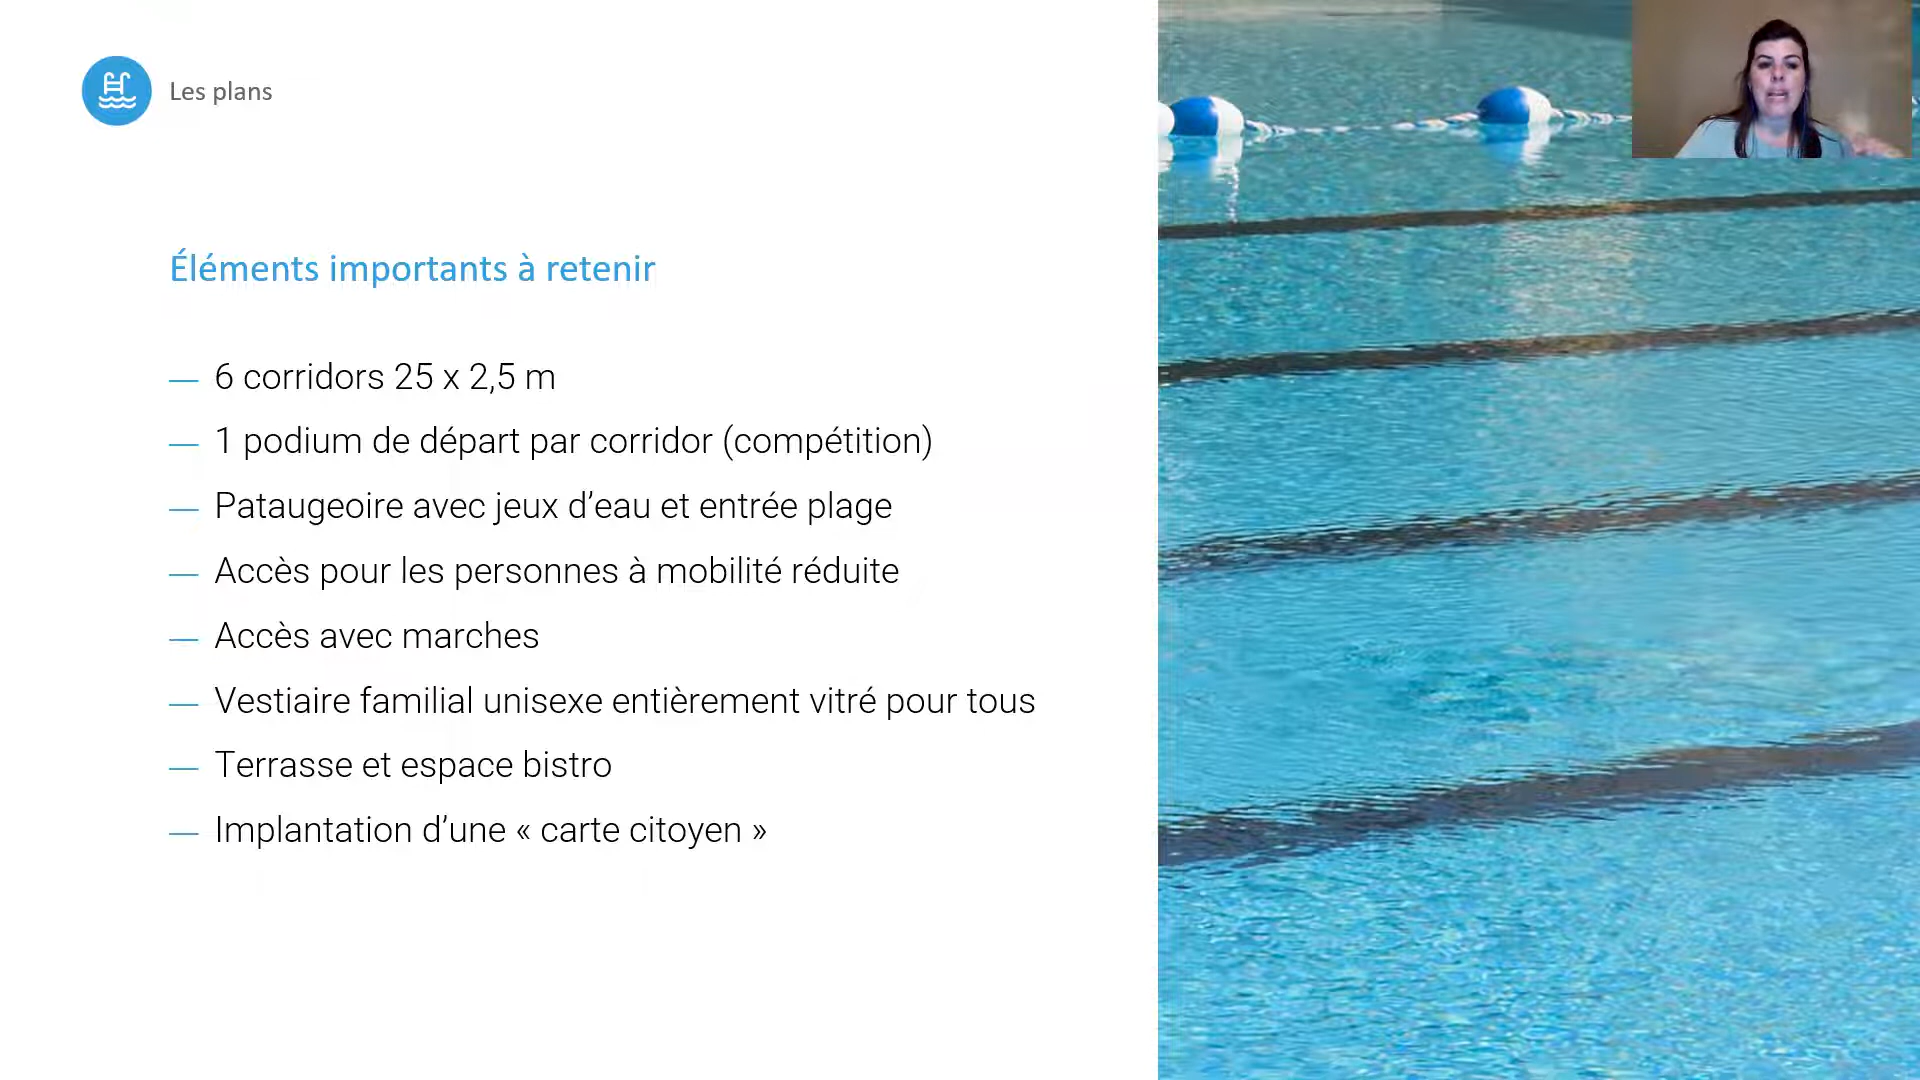 Les plans
Éléments importants à retenir
— 6 corridors 25 x 2,5 m
— 1 podium de départ par corridor (compétition)
— Pataugeoire avec jeux d’eau et entrée plage
— Accès pour les personnes à mobilité réduite
— Accès avec marches
— Vestiaire familial unisexe entièrement vitré pour tous
— Terrasse et espace bistro
— Implantation d’une « carte citoyen »